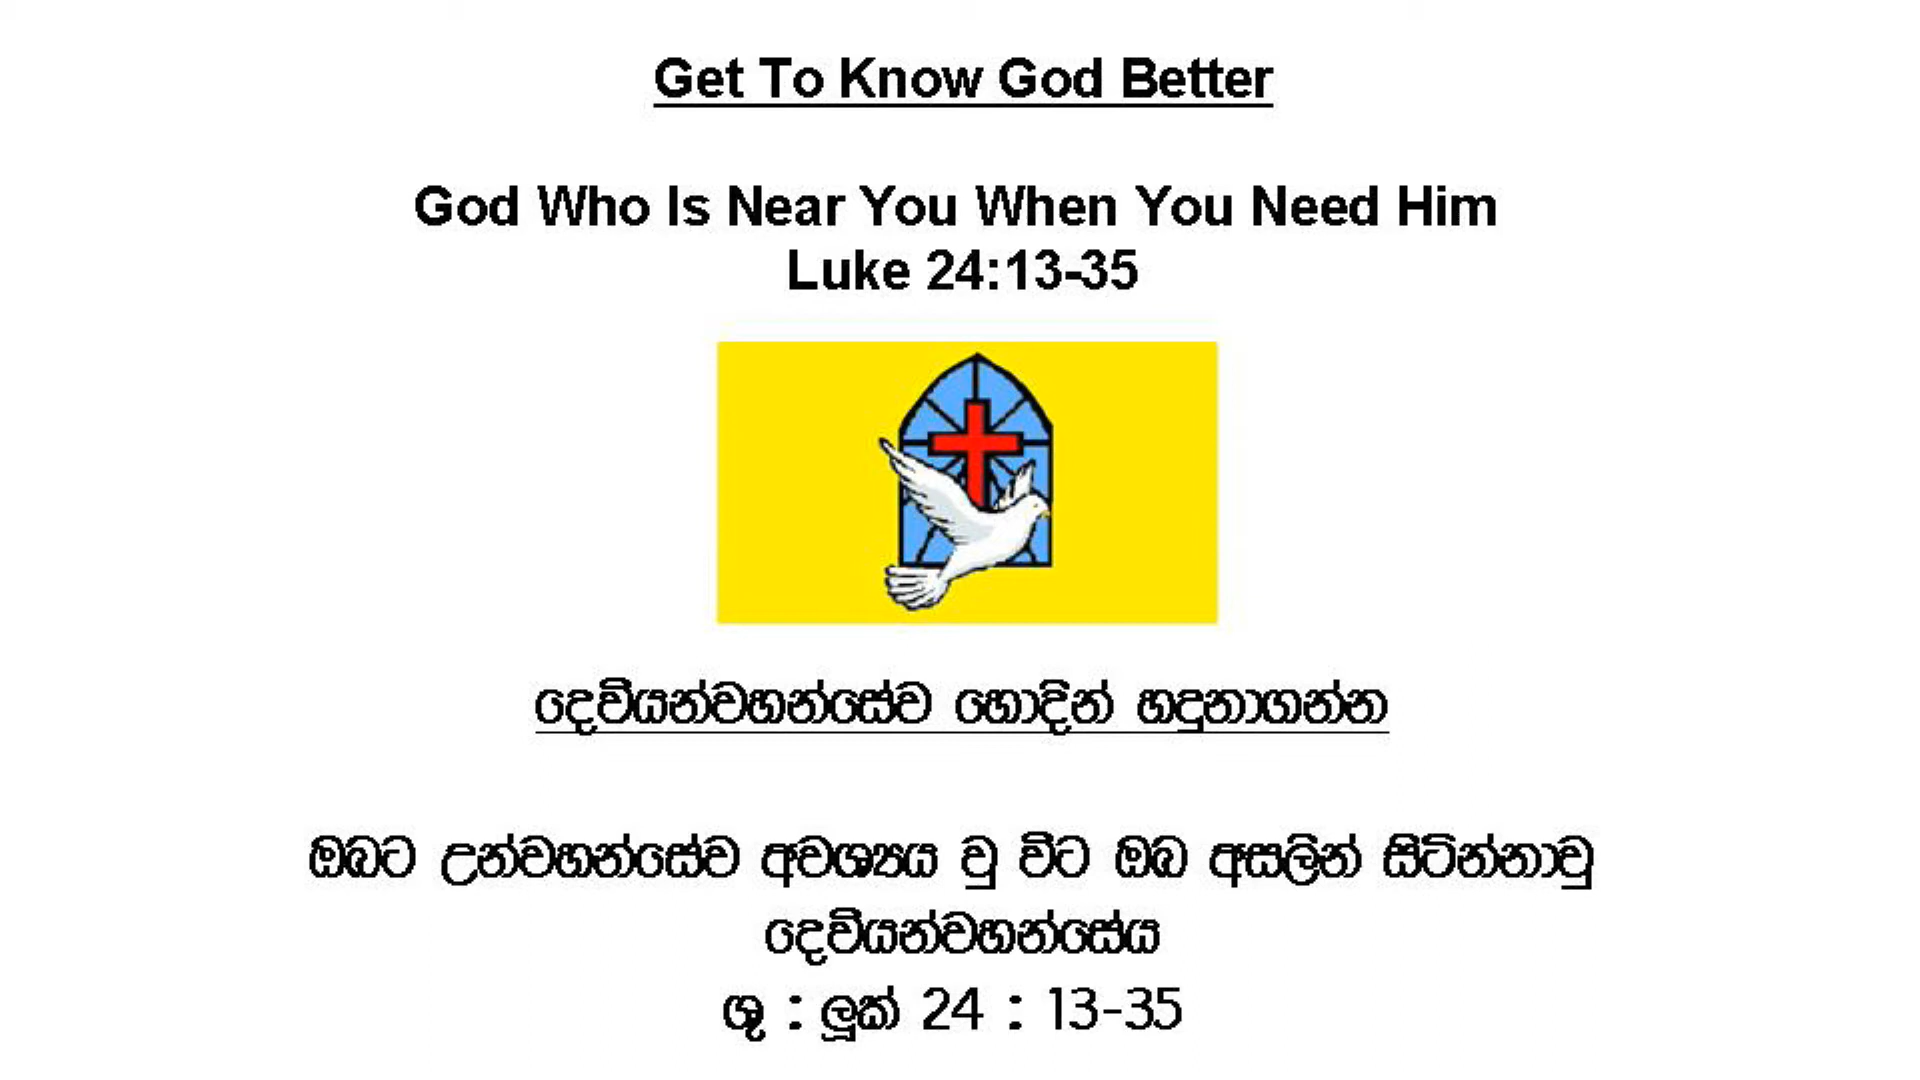 Get To Know God Better
God Who Is Near You When You Need Him
Luke 24:13-35
දෙවියන්වහන්සේව හොදින් හදුනාගන්න
ඔබට උන්වහන්සේව අවශ්‍යය වු විට ඔබ අසලින් සිටින්නාවු
දෙවියන්වහන්සේය
ශු : ලූක් 24 : 13-35